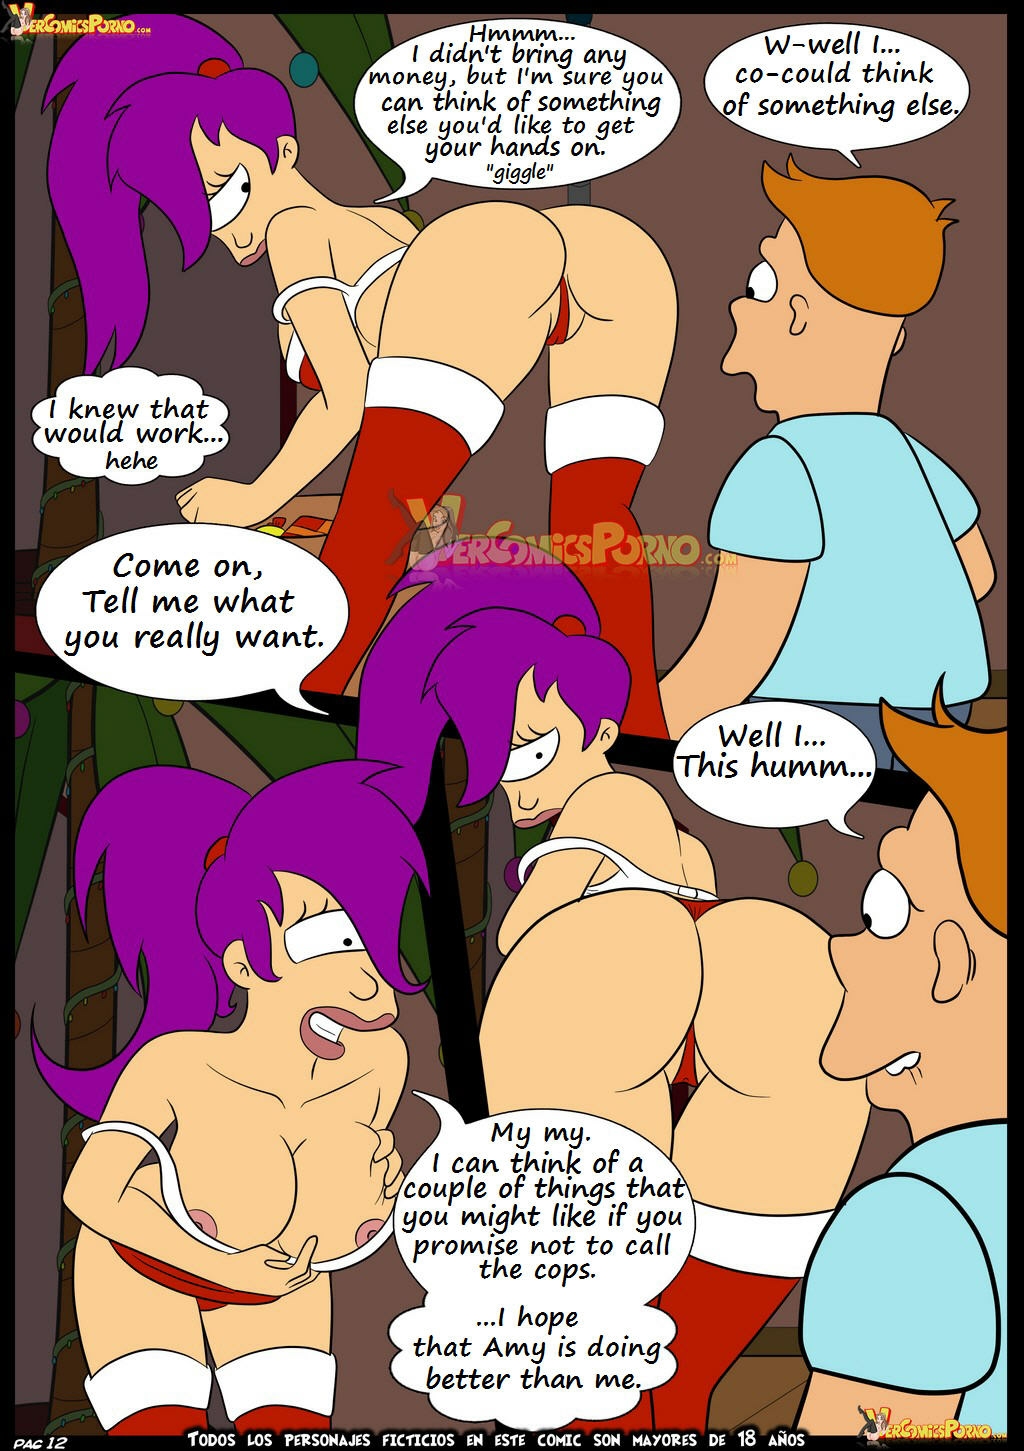 VerComicsPorno.com
Hmmm...
I didn't bring any
money, but I'm sure you
can think of something
else you'd like to get
your hands on.
"giggle"
W-well I...
co-could think
of something else.
I knew that
would work...
hehe
VerComicsPorno.com
Come on,
Tell me what
you really want.
Well I...
This humm...
My my.
I can think of a
couple of things that
you might like if you
promise not to call
the cops.
...I hope
that Amy is doing
better than me.
VerComicsPorno.com
PAG 12
Todos los personajes ficticios en este comic son mayores de 18 años